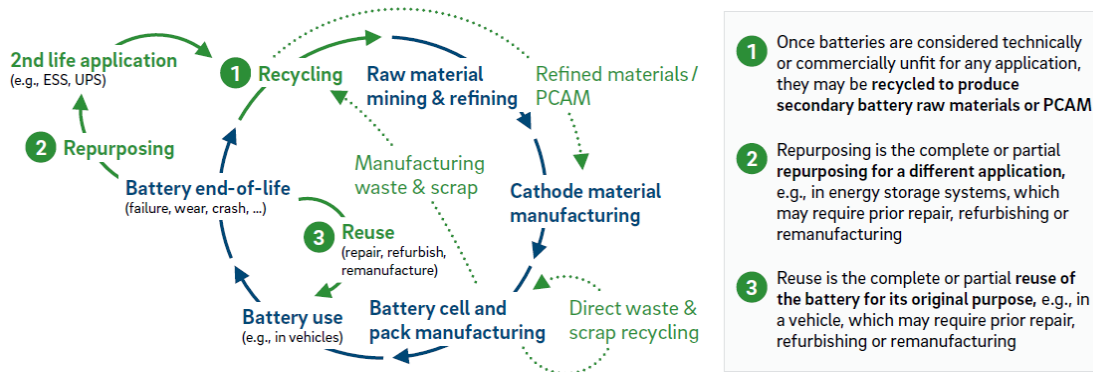 2nd life application
(e.g., ESS, UPS)
1 Recycling
Raw material
mining & refining
Refined materials /
PCAM
2 Repurposing
Manufacturing
waste & scrap
Battery end-of-life
(failure, wear, crash, ...)
Cathode material
manufacturing
3 Reuse
(repair, refurbish,
remanufacture)
Battery use
(e.g., in vehicles)
Battery cell and
pack manufacturing
Direct waste &
scrap recycling
1 Once batteries are considered technically
or commercially unfit for any application,
they may be recycled to produce
secondary battery raw materials or PCAM
2 Repurposing is the complete or partial
repurposing for a different application,
e.g., in energy storage systems, which
may require prior repair, refurbishing or
remanufacturing
3 Reuse is the complete or partial reuse of
the battery for its original purpose, e.g., in
a vehicle, which may require prior repair,
refurbishing or remanufacturing